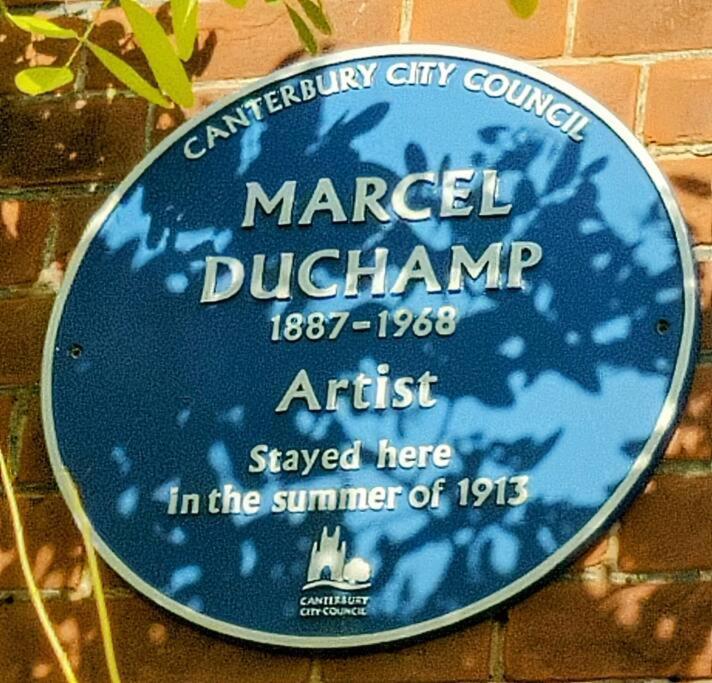 CANTERBURY CITY COUNCIL
MARCEL
DUCHAMP
1887-1968
Artist
Stayed here
in the summer of 1913
CANTERBURY
CITY COUNCIL